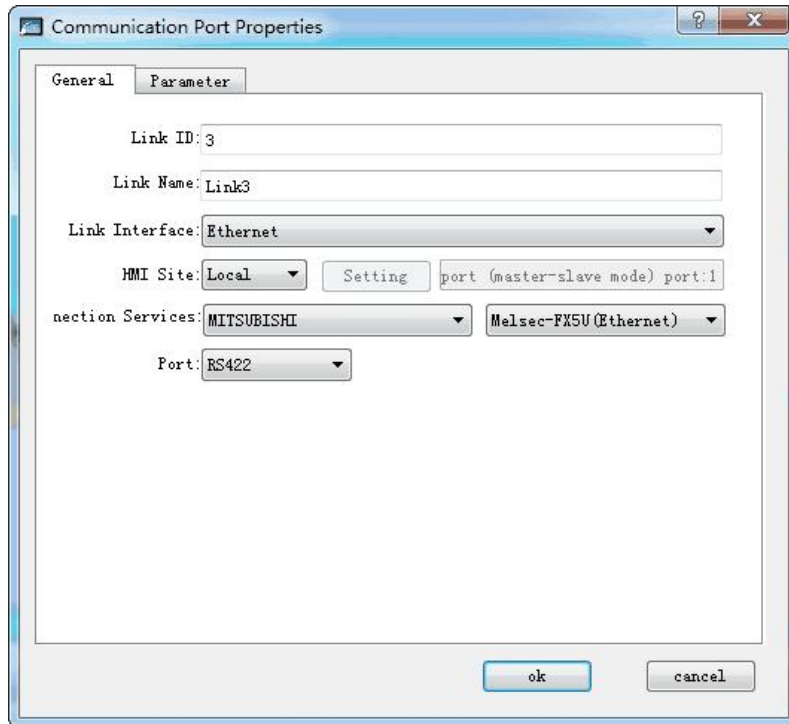 Communication Port Properties
General Parameter
Link ID: 3
Link Name: Link3
Link Interface: Ethernet
HMI Site: Local Setting port (master-slave mode) port:1
nection Services: MITSUBISHI Melsec-FX5U(Ethernet)
Port: RS422
ok cancel